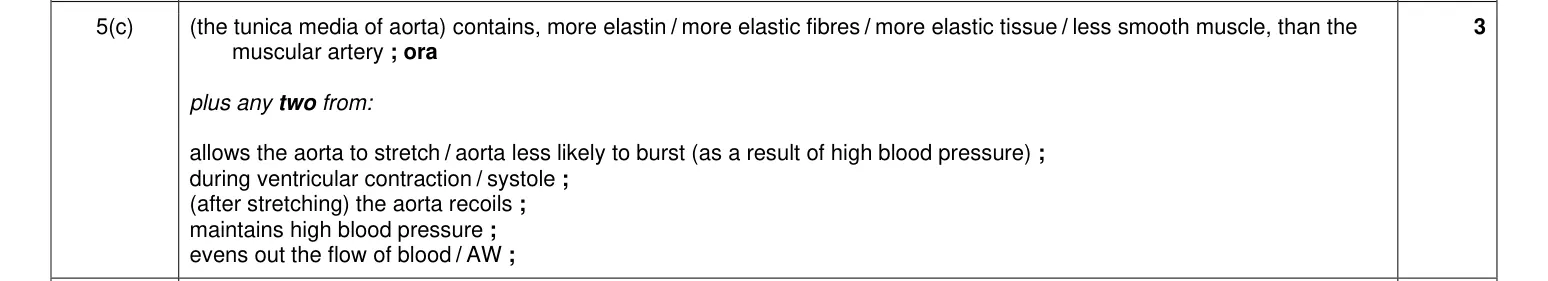 5(c) (the tunica media of aorta) contains, more elastin / more elastic fibres / more elastic tissue / less smooth muscle, than the 3
muscular artery ; ora
plus any two from:
allows the aorta to stretch / aorta less likely to burst (as a result of high blood pressure) ;
during ventricular contraction / systole ;
(after stretching) the aorta recoils ;
maintains high blood pressure ;
evens out the flow of blood / AW ;